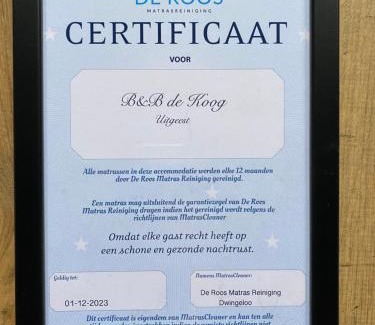 DE ROOS
MATRASREINIGING
CERTIFICAAT
VOOR
B&B de Koog
Uitgeest
Alle matrassen in deze accommodatie worden elke 12 maanden
door De Roos Matras Reiniging gereinigd.
Een matras mag uitsluitend de garantiezegel van De Roos
Matras Reiniging dragen indien het gereinigd wordt volgens de
richtlijnen van MatrasCleaner
Omdat elke gast recht heeft op
een schone en gezonde nachtrust.
Geldig tot:
01-12-2023
Namens MatrasCleaner:
De Roos Matras Reiniging
Dwingeloo
Dit certificaat is eigendom van MatrasCleaner en kan ten alle